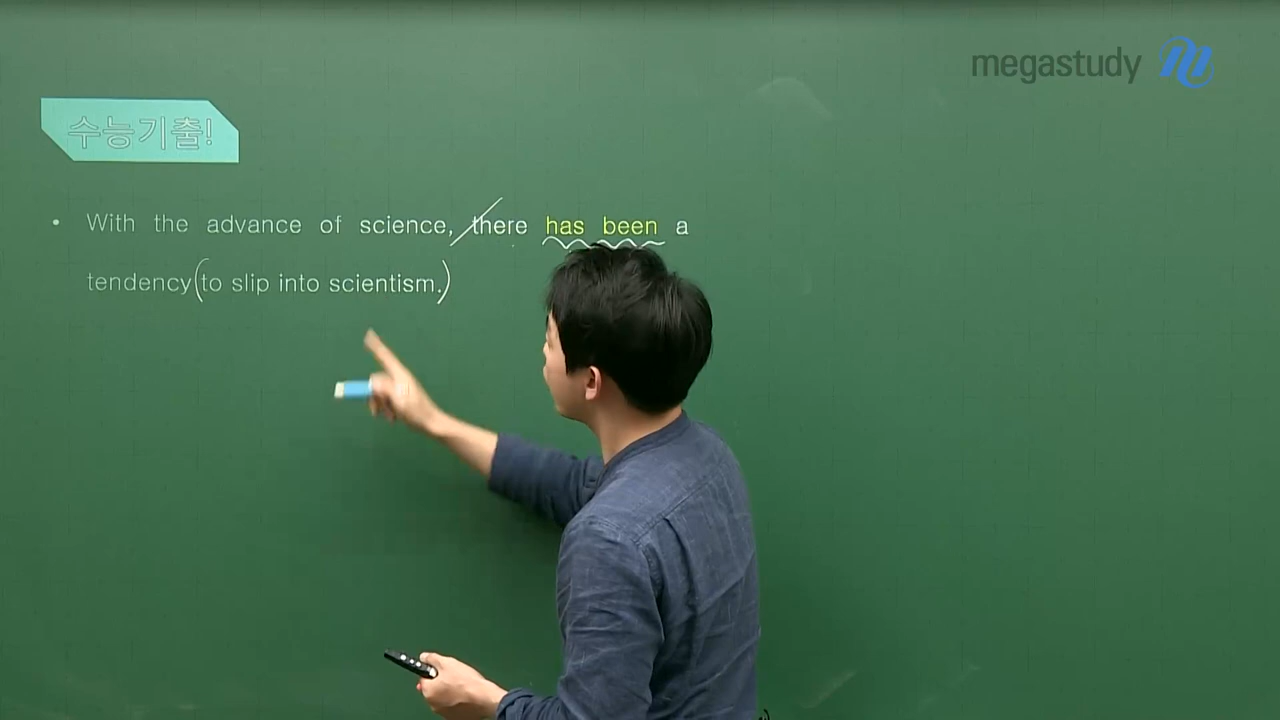 megastudy
수능기출!
• With the advance of science, there has been a
tendency (to slip into scientism.)